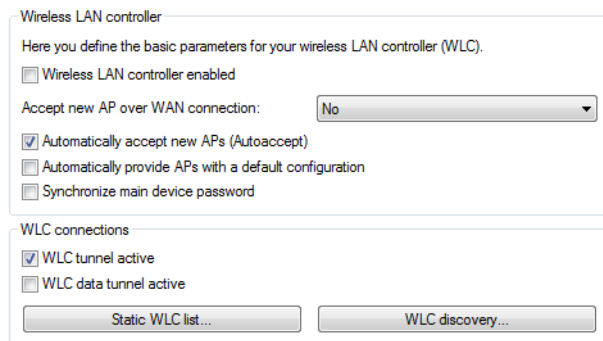 Wireless LAN controller
Here you define the basic parameters for your wireless LAN controller (WLC).
Wireless LAN controller enabled
Accept new AP over WAN connection: No
Automatically accept new APs (Autoaccept)
Automatically provide APs with a default configuration
Synchronize main device password
WLC connections
WLC tunnel active
WLC data tunnel active
Static WLC list... WLC discovery...